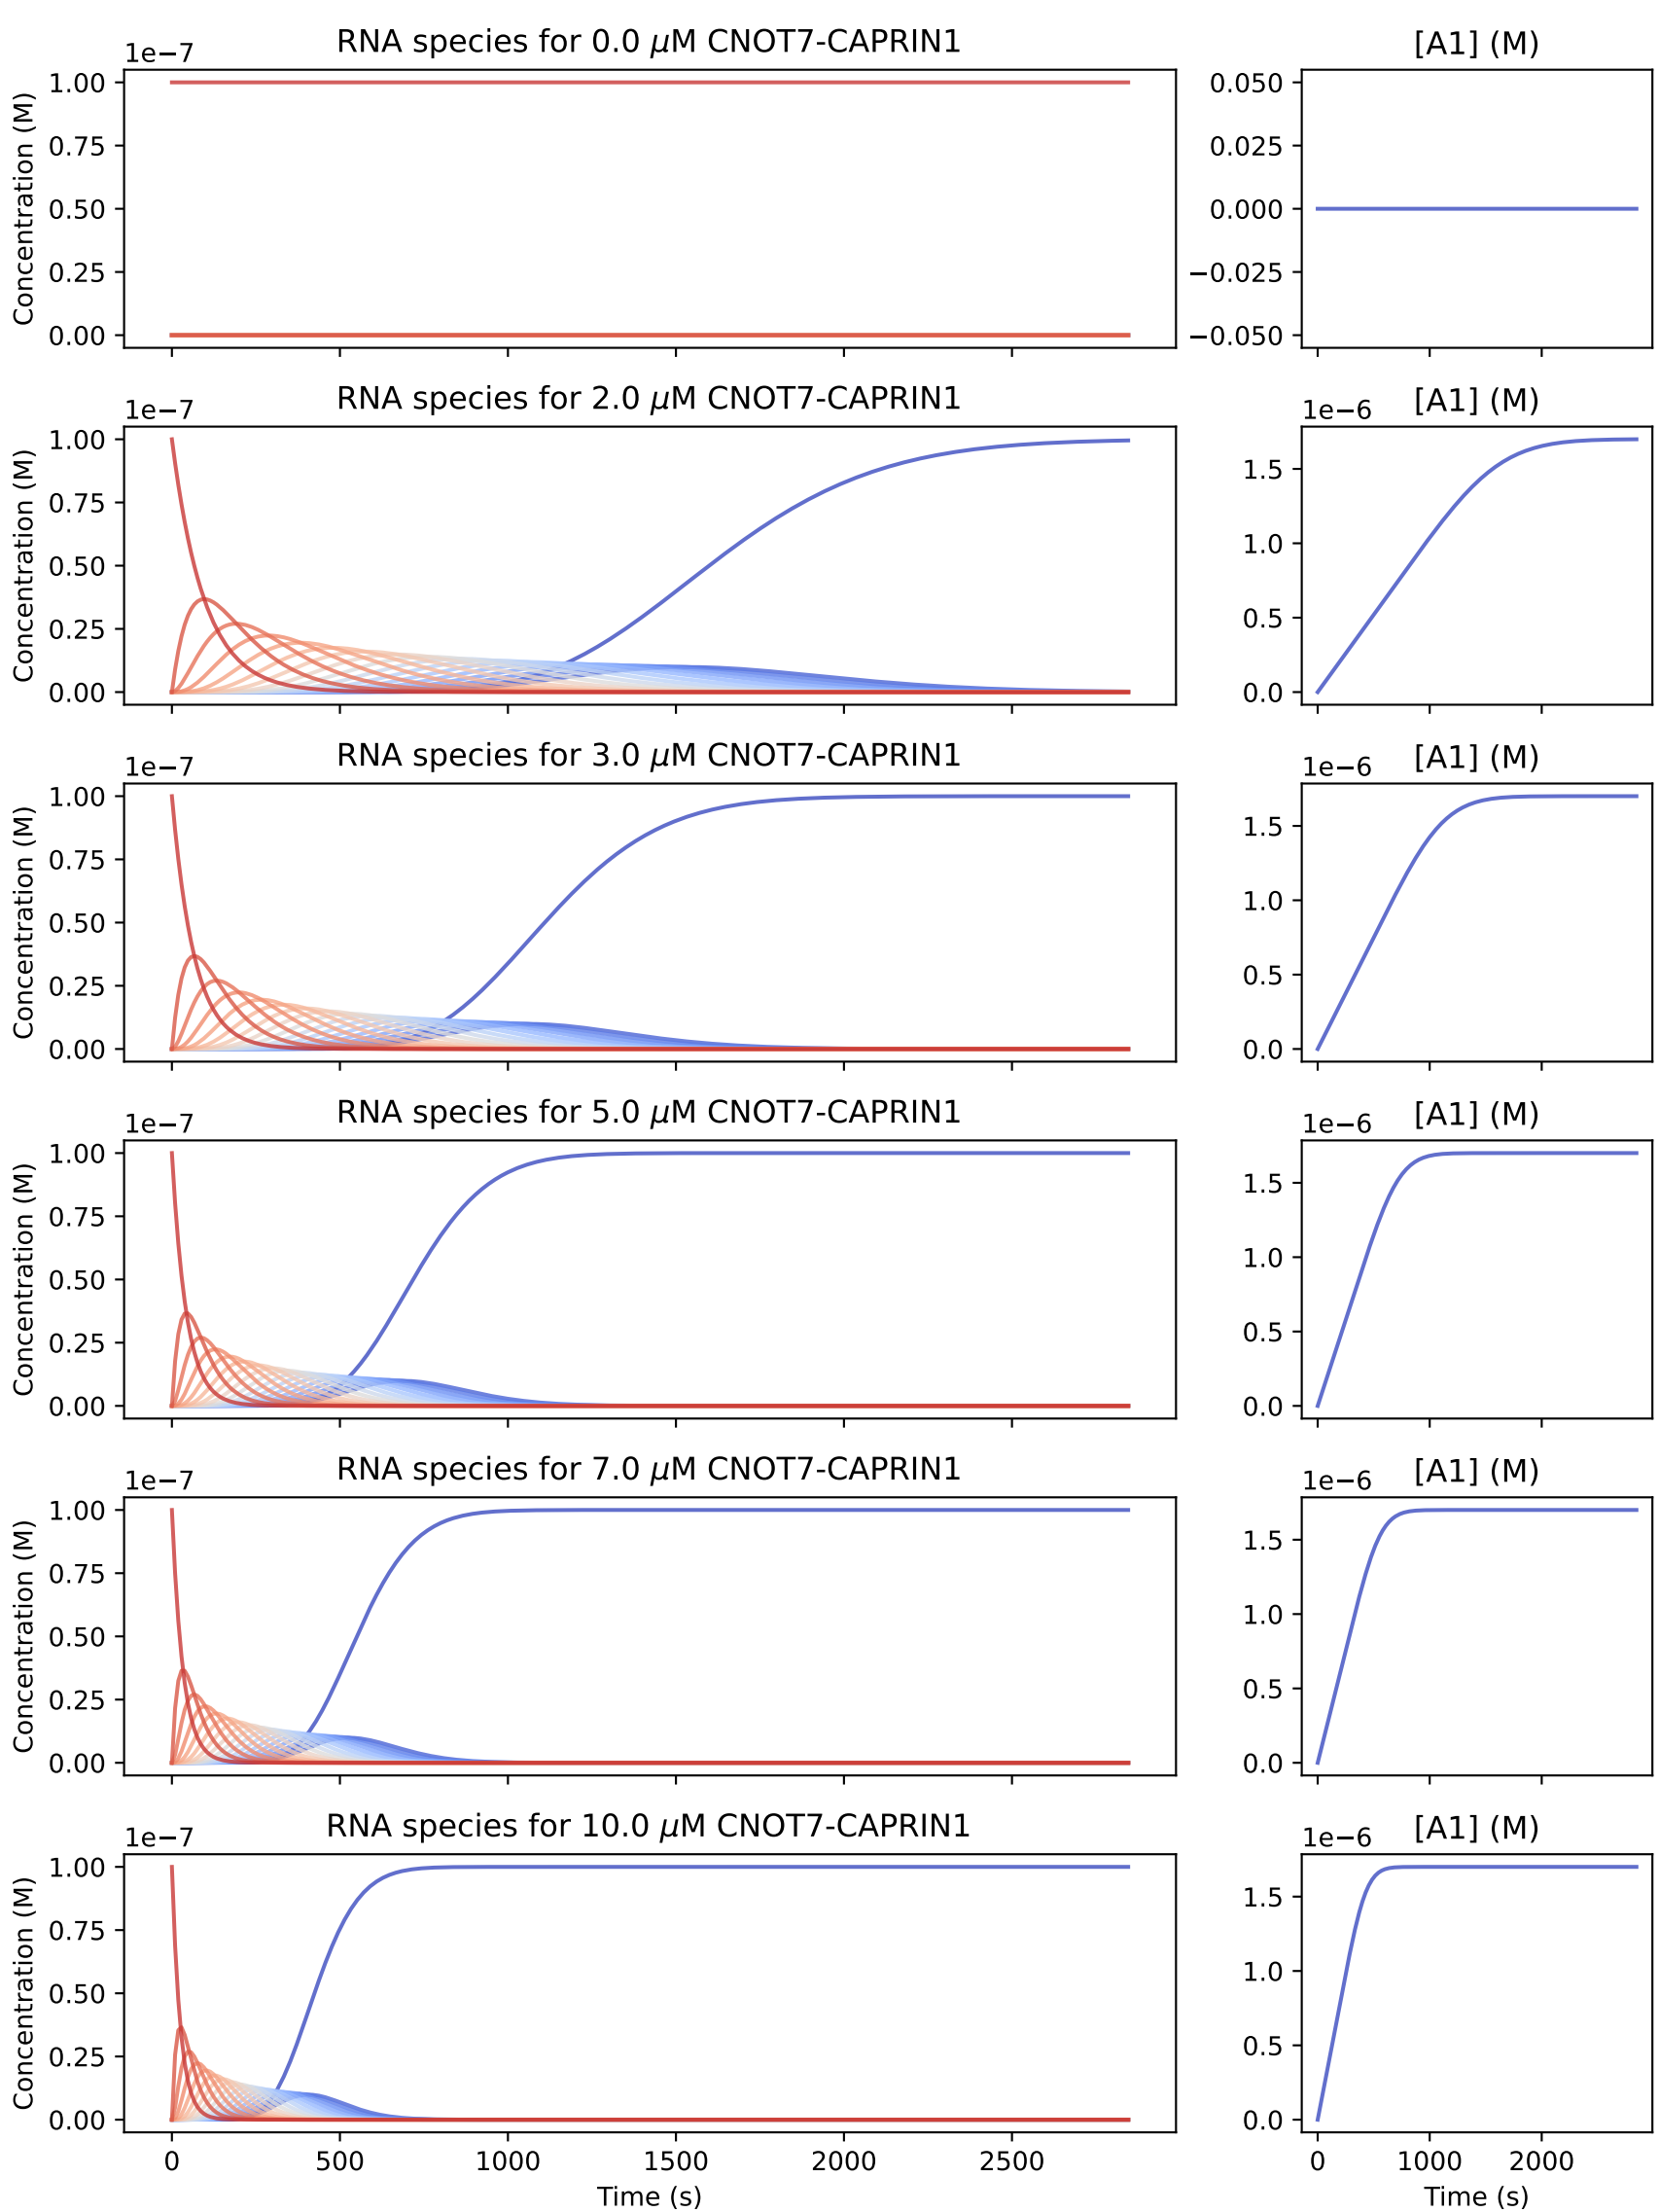 RNA species for 0.0 μM CNOT7-CAPRIN1
[A1] (M)
1e−7
Concentration (M)
1.00
0.75
0.50
0.25
0.00
0.050
0.025
0.000
−0.025
−0.050
RNA species for 2.0 μM CNOT7-CAPRIN1
[A1] (M)
1e−7
1e−6
Concentration (M)
1.00
0.75
0.50
0.25
0.00
1.5
1.0
0.5
0.0
RNA species for 3.0 μM CNOT7-CAPRIN1
[A1] (M)
1e−7
1e−6
Concentration (M)
1.00
0.75
0.50
0.25
0.00
1.5
1.0
0.5
0.0
RNA species for 5.0 μM CNOT7-CAPRIN1
[A1] (M)
1e−7
1e−6
Concentration (M)
1.00
0.75
0.50
0.25
0.00
1.5
1.0
0.5
0.0
RNA species for 7.0 μM CNOT7-CAPRIN1
[A1] (M)
1e−7
1e−6
Concentration (M)
1.00
0.75
0.50
0.25
0.00
1.5
1.0
0.5
0.0
RNA species for 10.0 μM CNOT7-CAPRIN1
[A1] (M)
1e−7
1e−6
Concentration (M)
1.00
0.75
0.50
0.25
0.00
1.5
1.0
0.5
0.0
0 500 1000 1500 2000 2500
0 1000 2000
Time (s)
Time (s)